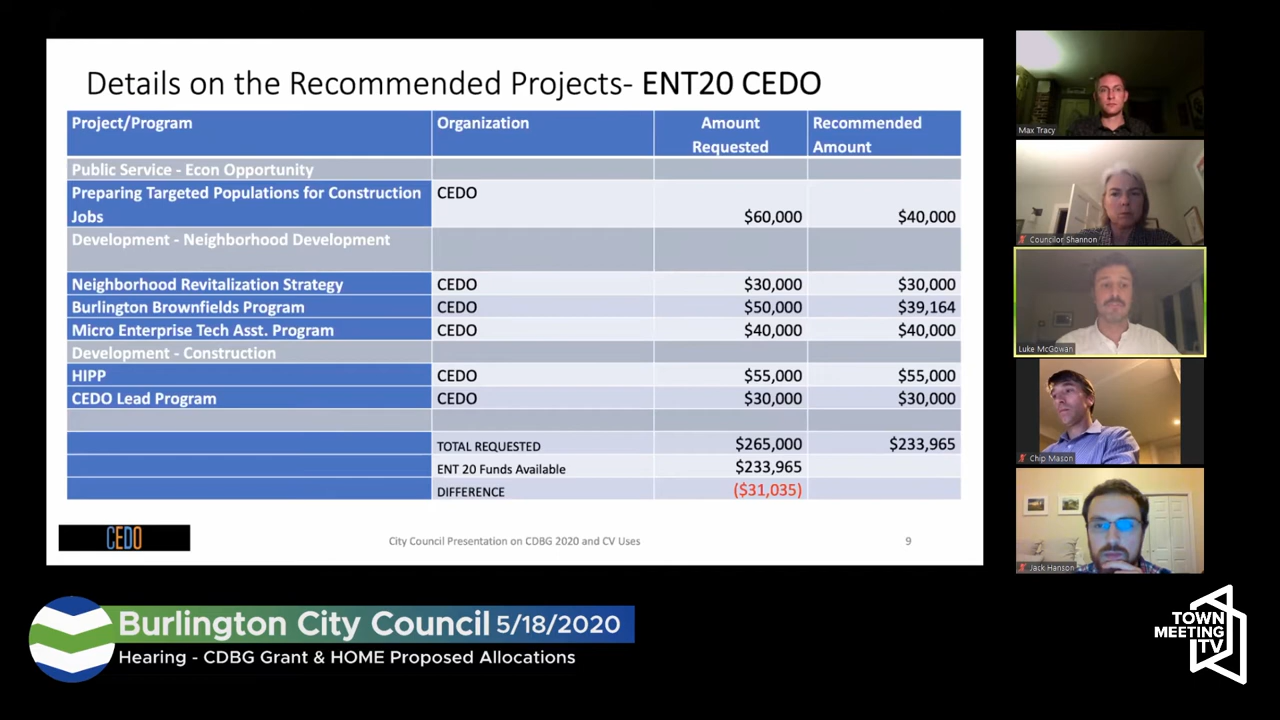 Details on the Recommended Projects- ENT20 CEDO
Project/Program Organization Amount Requested Recommended Amount
Public Service - Econ Opportunity
Preparing Targeted Populations for Construction Jobs CEDO $60,000 $40,000
Development - Neighborhood Development
Neighborhood Revitalization Strategy CEDO $30,000 $30,000
Burlington Brownfields Program CEDO $50,000 $39,164
Micro Enterprise Tech Asst. Program CEDO $40,000 $40,000
Development - Construction
HIPP CEDO $55,000 $55,000
CEDO Lead Program CEDO $30,000 $30,000
TOTAL REQUESTED $265,000 $233,965
ENT 20 Funds Available $233,965
DIFFERENCE ($31,035)
CEDO
City Council Presentation on CDBG 2020 and CV Uses
9
Max Tracy
Councilor Shannon
Luke McGowan
Chip Mason
Jack Hanson
Burlington City Council 5/18/2020
Hearing - CDBG Grant & HOME Proposed Allocations
TOWN
MEETING
TV